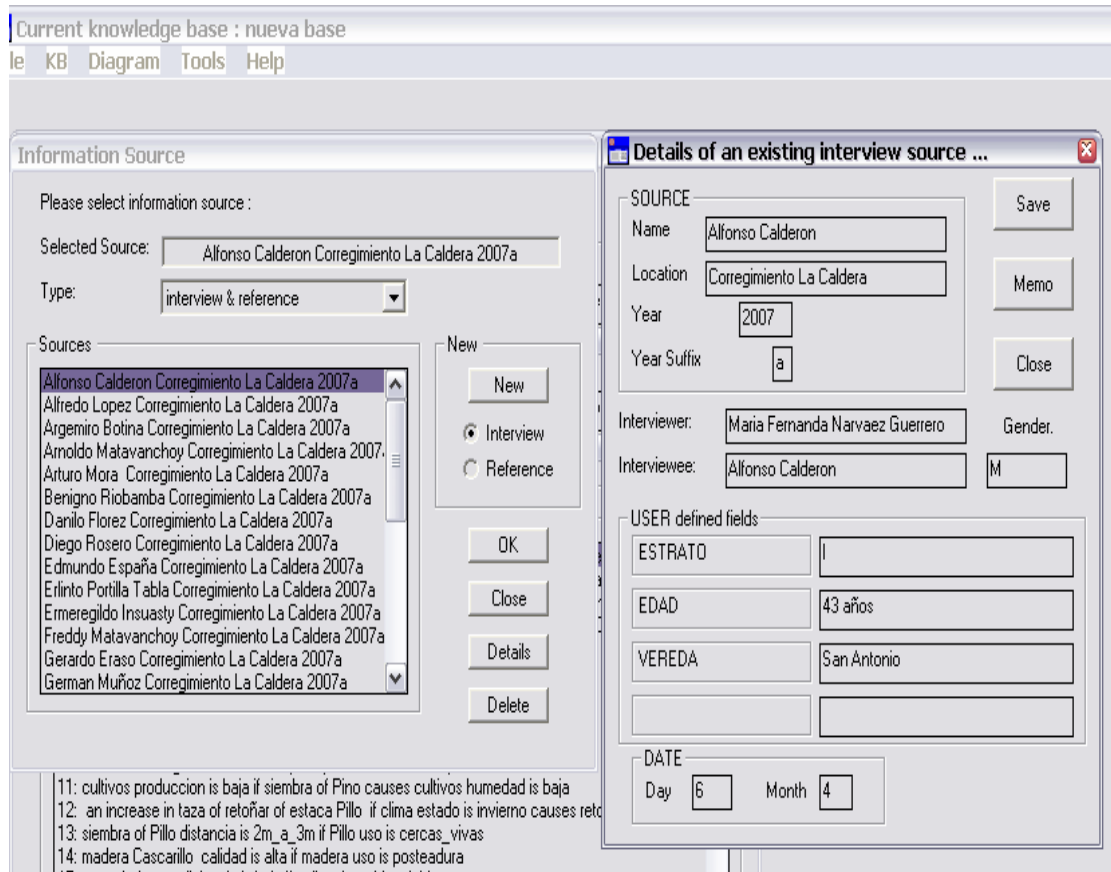 Current knowledge base : nueva base
le KB Diagram Tools Help
Information Source
Please select information source :
Selected Source: Alfonso Calderon Corregimiento La Caldera 2007a
Type: interview & reference
Sources
Alfonso Calderon Corregimiento La Caldera 2007a
Alfredo Lopez Corregimiento La Caldera 2007a
Argemiro Botina Corregimiento La Caldera 2007a
Arnoldo Matavanchoy Corregimiento La Caldera 2007
Arturo Mora Corregimiento La Caldera 2007a
Benigno Riobamba Corregimiento La Caldera 2007a
Danilo Florez Corregimiento La Caldera 2007a
Diego Rosero Corregimiento La Caldera 2007a
Edmundo España Corregimiento La Caldera 2007a
Erlinto Portilla Tabla Corregimiento La Caldera 2007a
Ermeregildo Insuasty Corregimiento La Caldera 2007a
Freddy Matavanchoy Corregimiento La Caldera 2007a
Gerardo Eraso Corregimiento La Caldera 2007a
German Muñoz Corregimiento La Caldera 2007a
New
New
Interview
Reference
OK
Close
Details
Delete
Details of an existing interview source ...
SOURCE
Name Alfonso Calderon
Location Corregimiento La Caldera
Year 2007
Year Suffix a
Save
Memo
Close
Interviewer: Maria Fernanda Narvaez Guerrero Gender.
Interviewee: Alfonso Calderon M
USER defined fields
ESTRATO I
EDAD 43 años
VEREDA San Antonio
DATE
Day 6 Month 4
11: cultivos produccion is baja if siembra of Pino causes cultivos humedad is baja
12: an increase in taza of retoñar of estaca Pillo if clima estado is invierno causes reto
13: siembra of Pillo distancia is 2m_a_3m if Pillo uso is cercas_vivas
14: madera Cascarillo calidad is alta if madera uso is posteadura